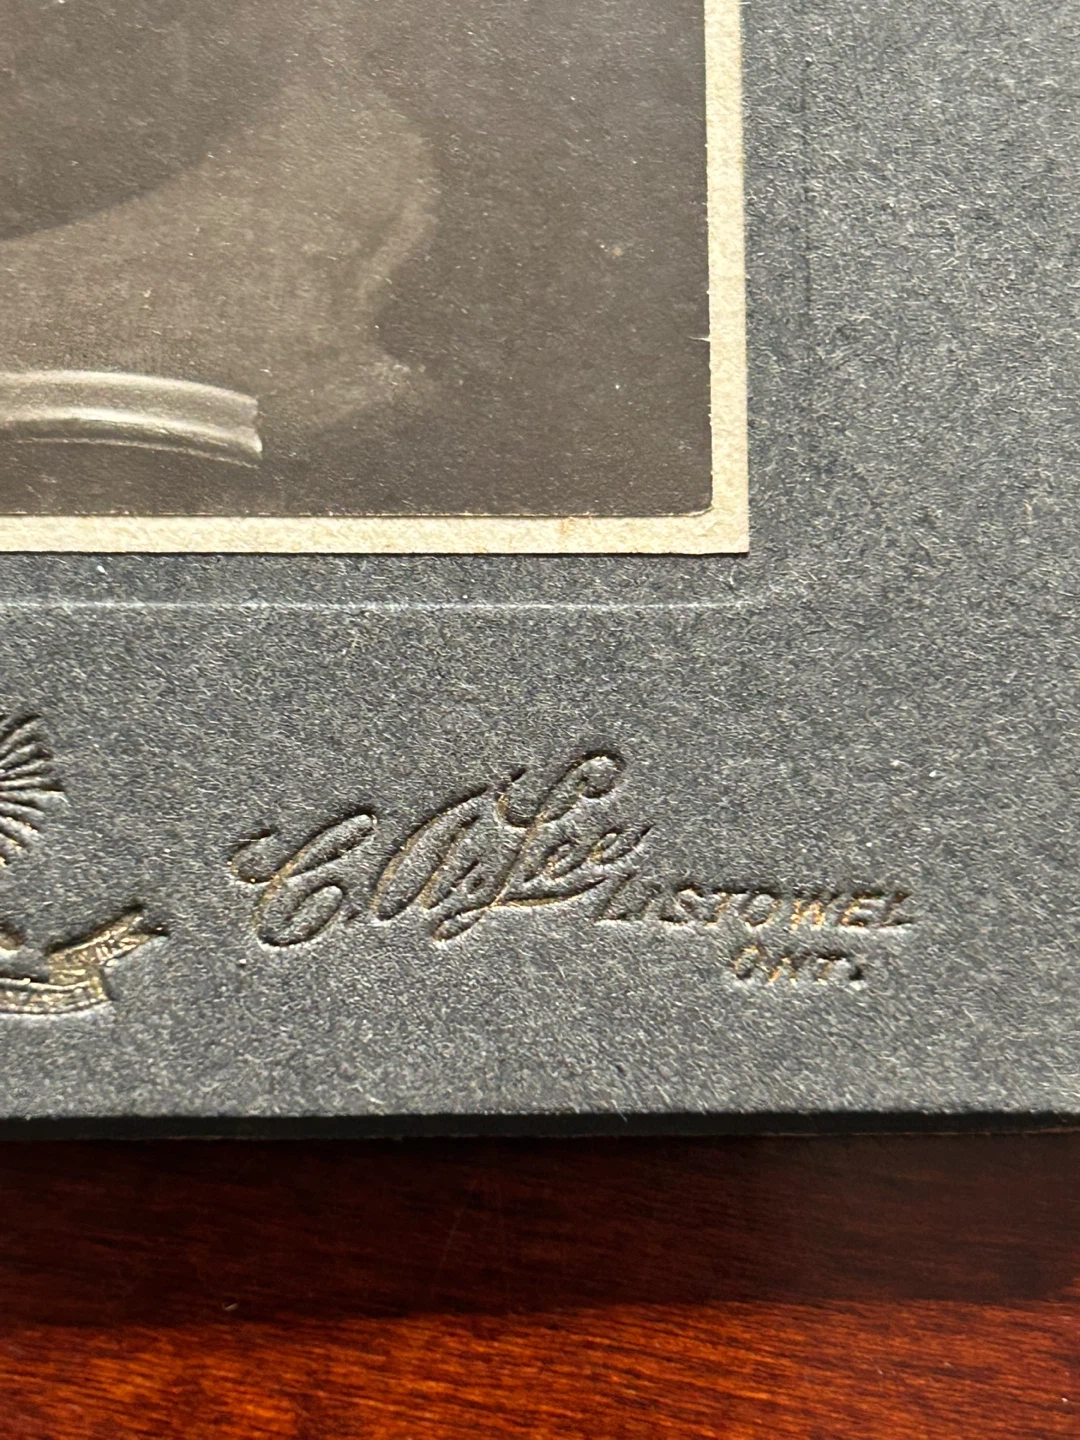 C. A. Lee
LISTOWEL
ONT.